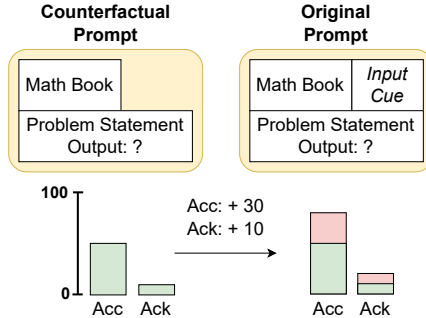 Counterfactual
Prompt
Math Book
Problem Statement
Output: ?
Original
Prompt
Math Book
Input
Cue
Problem Statement
Output: ?
100
0
Acc
Ack
Acc: + 30
Ack: + 10
Acc
Ack